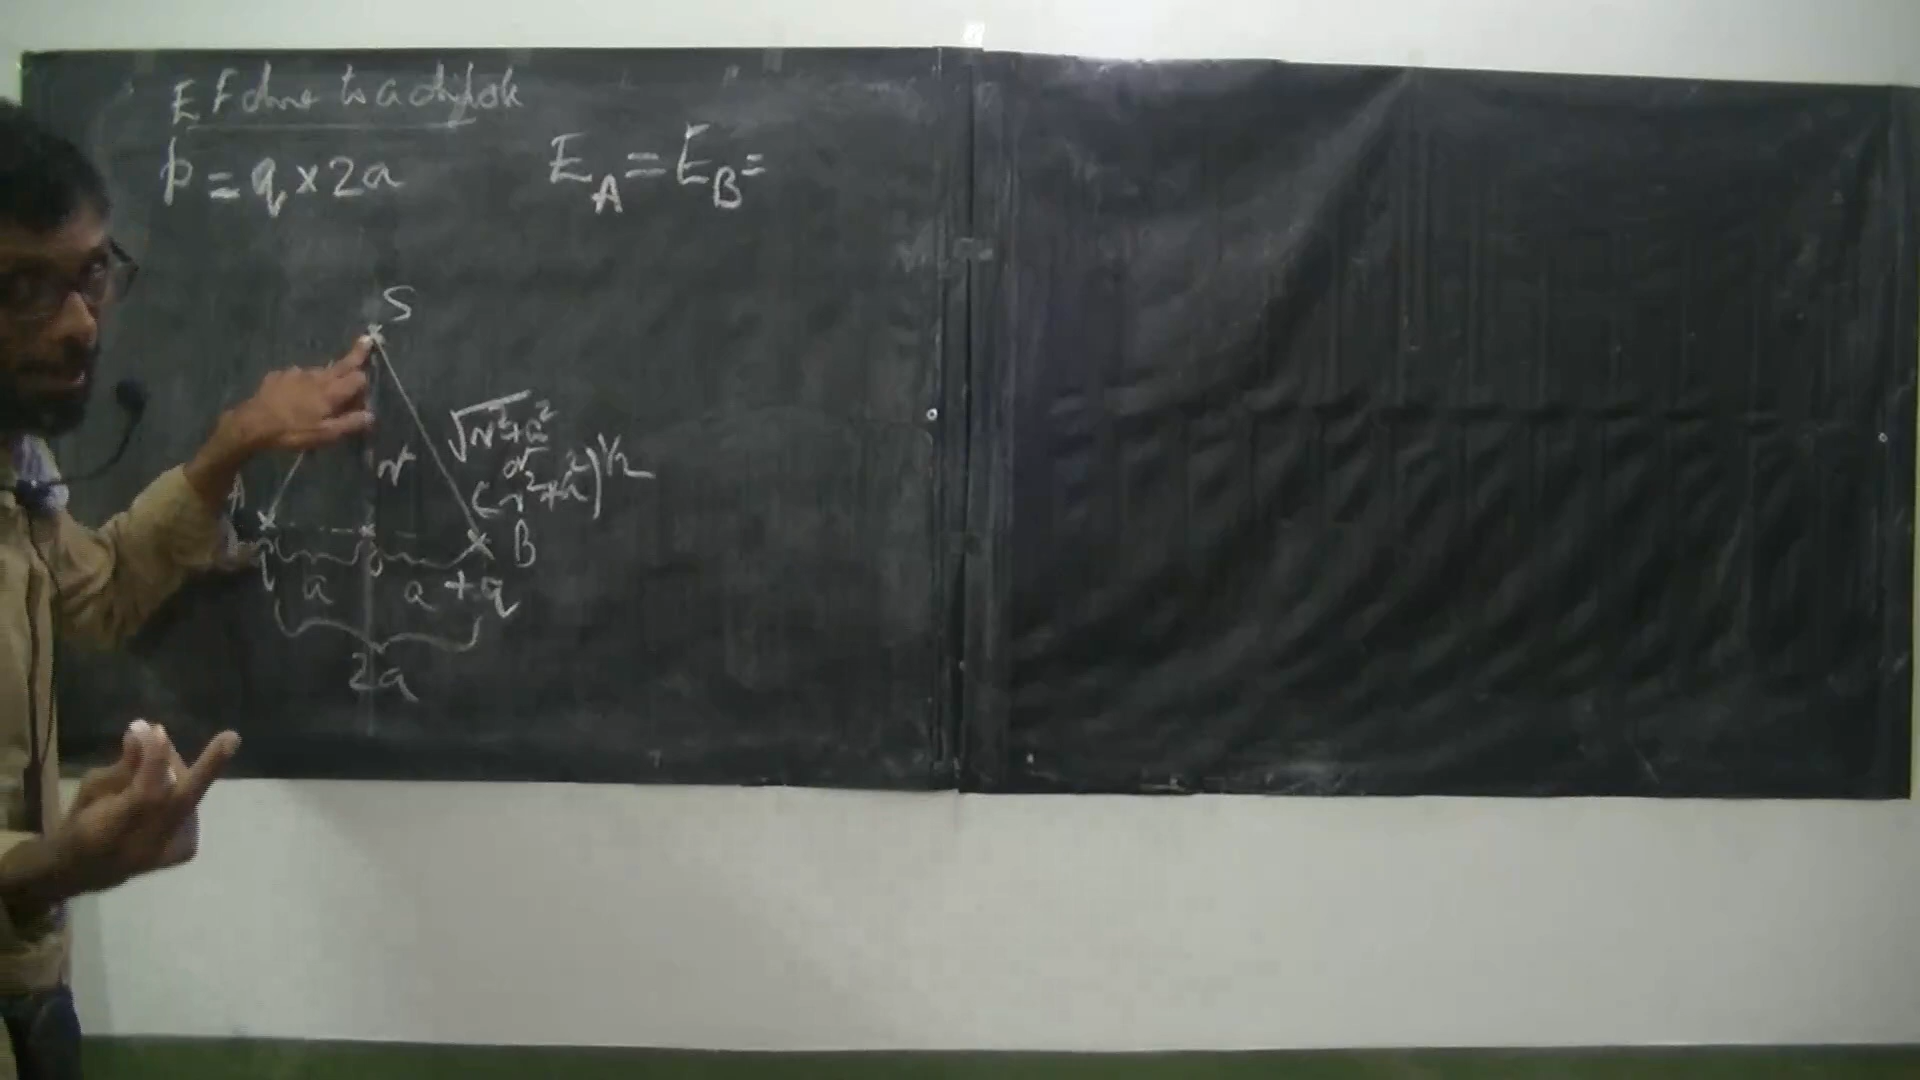 E F due to a dipole
p = q × 2a
E_A = E_B =
S
√r²+a²
or
(r²+a²)^1/2
r
A
B
q
a
o
a
+q
2a